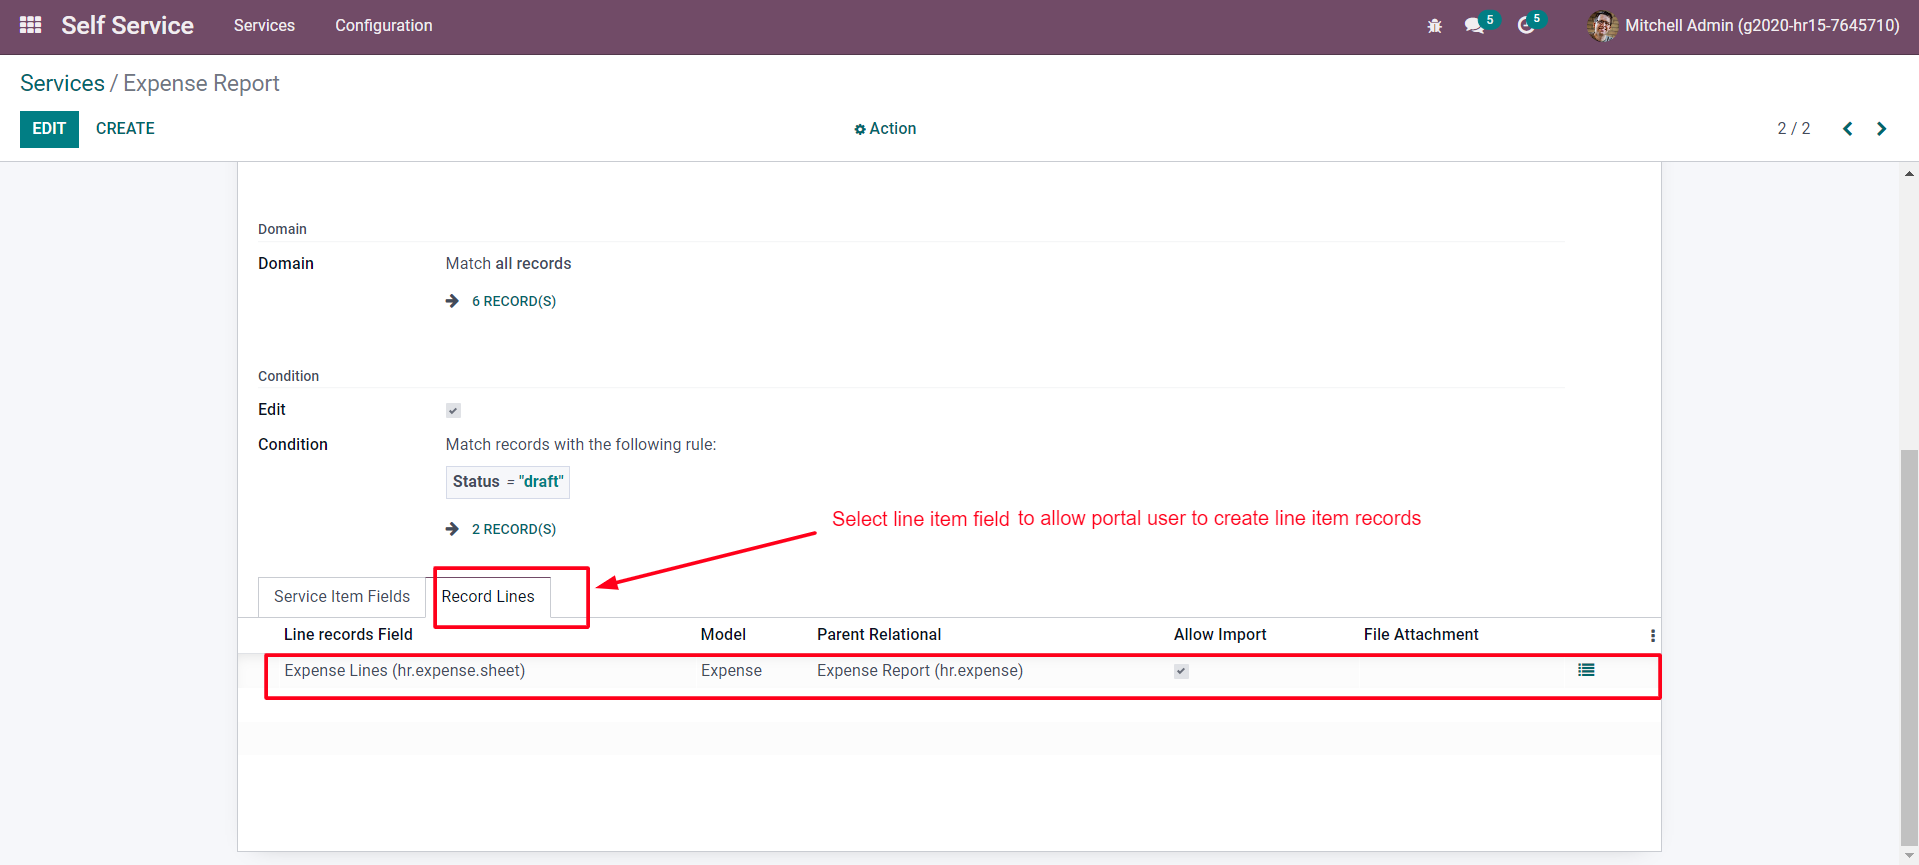 Self Service Services Configuration 5 5 Mitchell Admin (g2020-hr15-7645710)
Services / Expense Report
EDIT CREATE Action 2 / 2
Domain
Domain Match all records
6 RECORD(S)
Condition
Edit
Condition Match records with the following rule:
Status = "draft"
2 RECORD(S)
Select line item field to allow portal user to create line item records
Service Item Fields Record Lines
Line records Field Model Parent Relational Allow Import File Attachment
Expense Lines (hr.expense.sheet) Expense Expense Report (hr.expense)